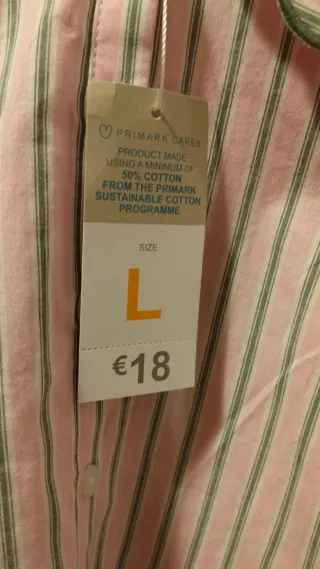 PRIMARK CARES
PRODUCT MADE
USING A MINIMUM OF
50% COTTON
FROM THE PRIMARK
SUSTAINABLE COTTON
PROGRAMME
SIZE
L
€18